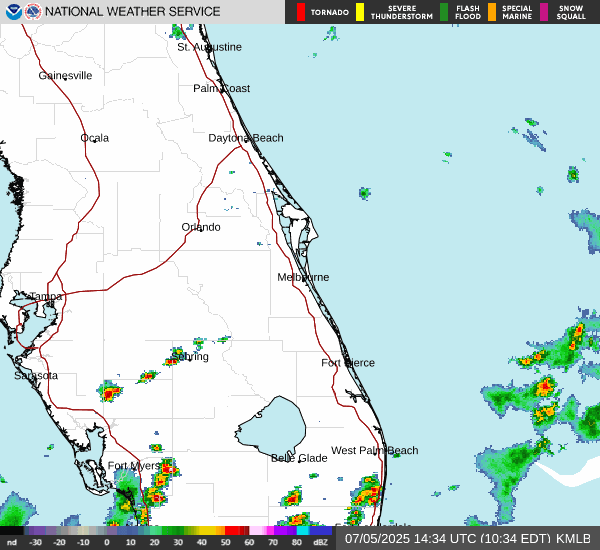 NATIONAL WEATHER SERVICE
TORNADO
SEVERE THUNDERSTORM
FLASH FLOOD
SPECIAL MARINE
SNOW SQUALL
St. Augustine
Gainesville
Palm Coast
Ocala
Daytona Beach
Orlando
Melbourne
Tampa
Sebring
Fort Pierce
Sarasota
West Palm Beach
Belle Glade
Fort Myers
nd -30 -20 -10 0 10 20 30 40 50 60 70 80 dBZ
07/05/2025 14:34 UTC (10:34 EDT) KMLB